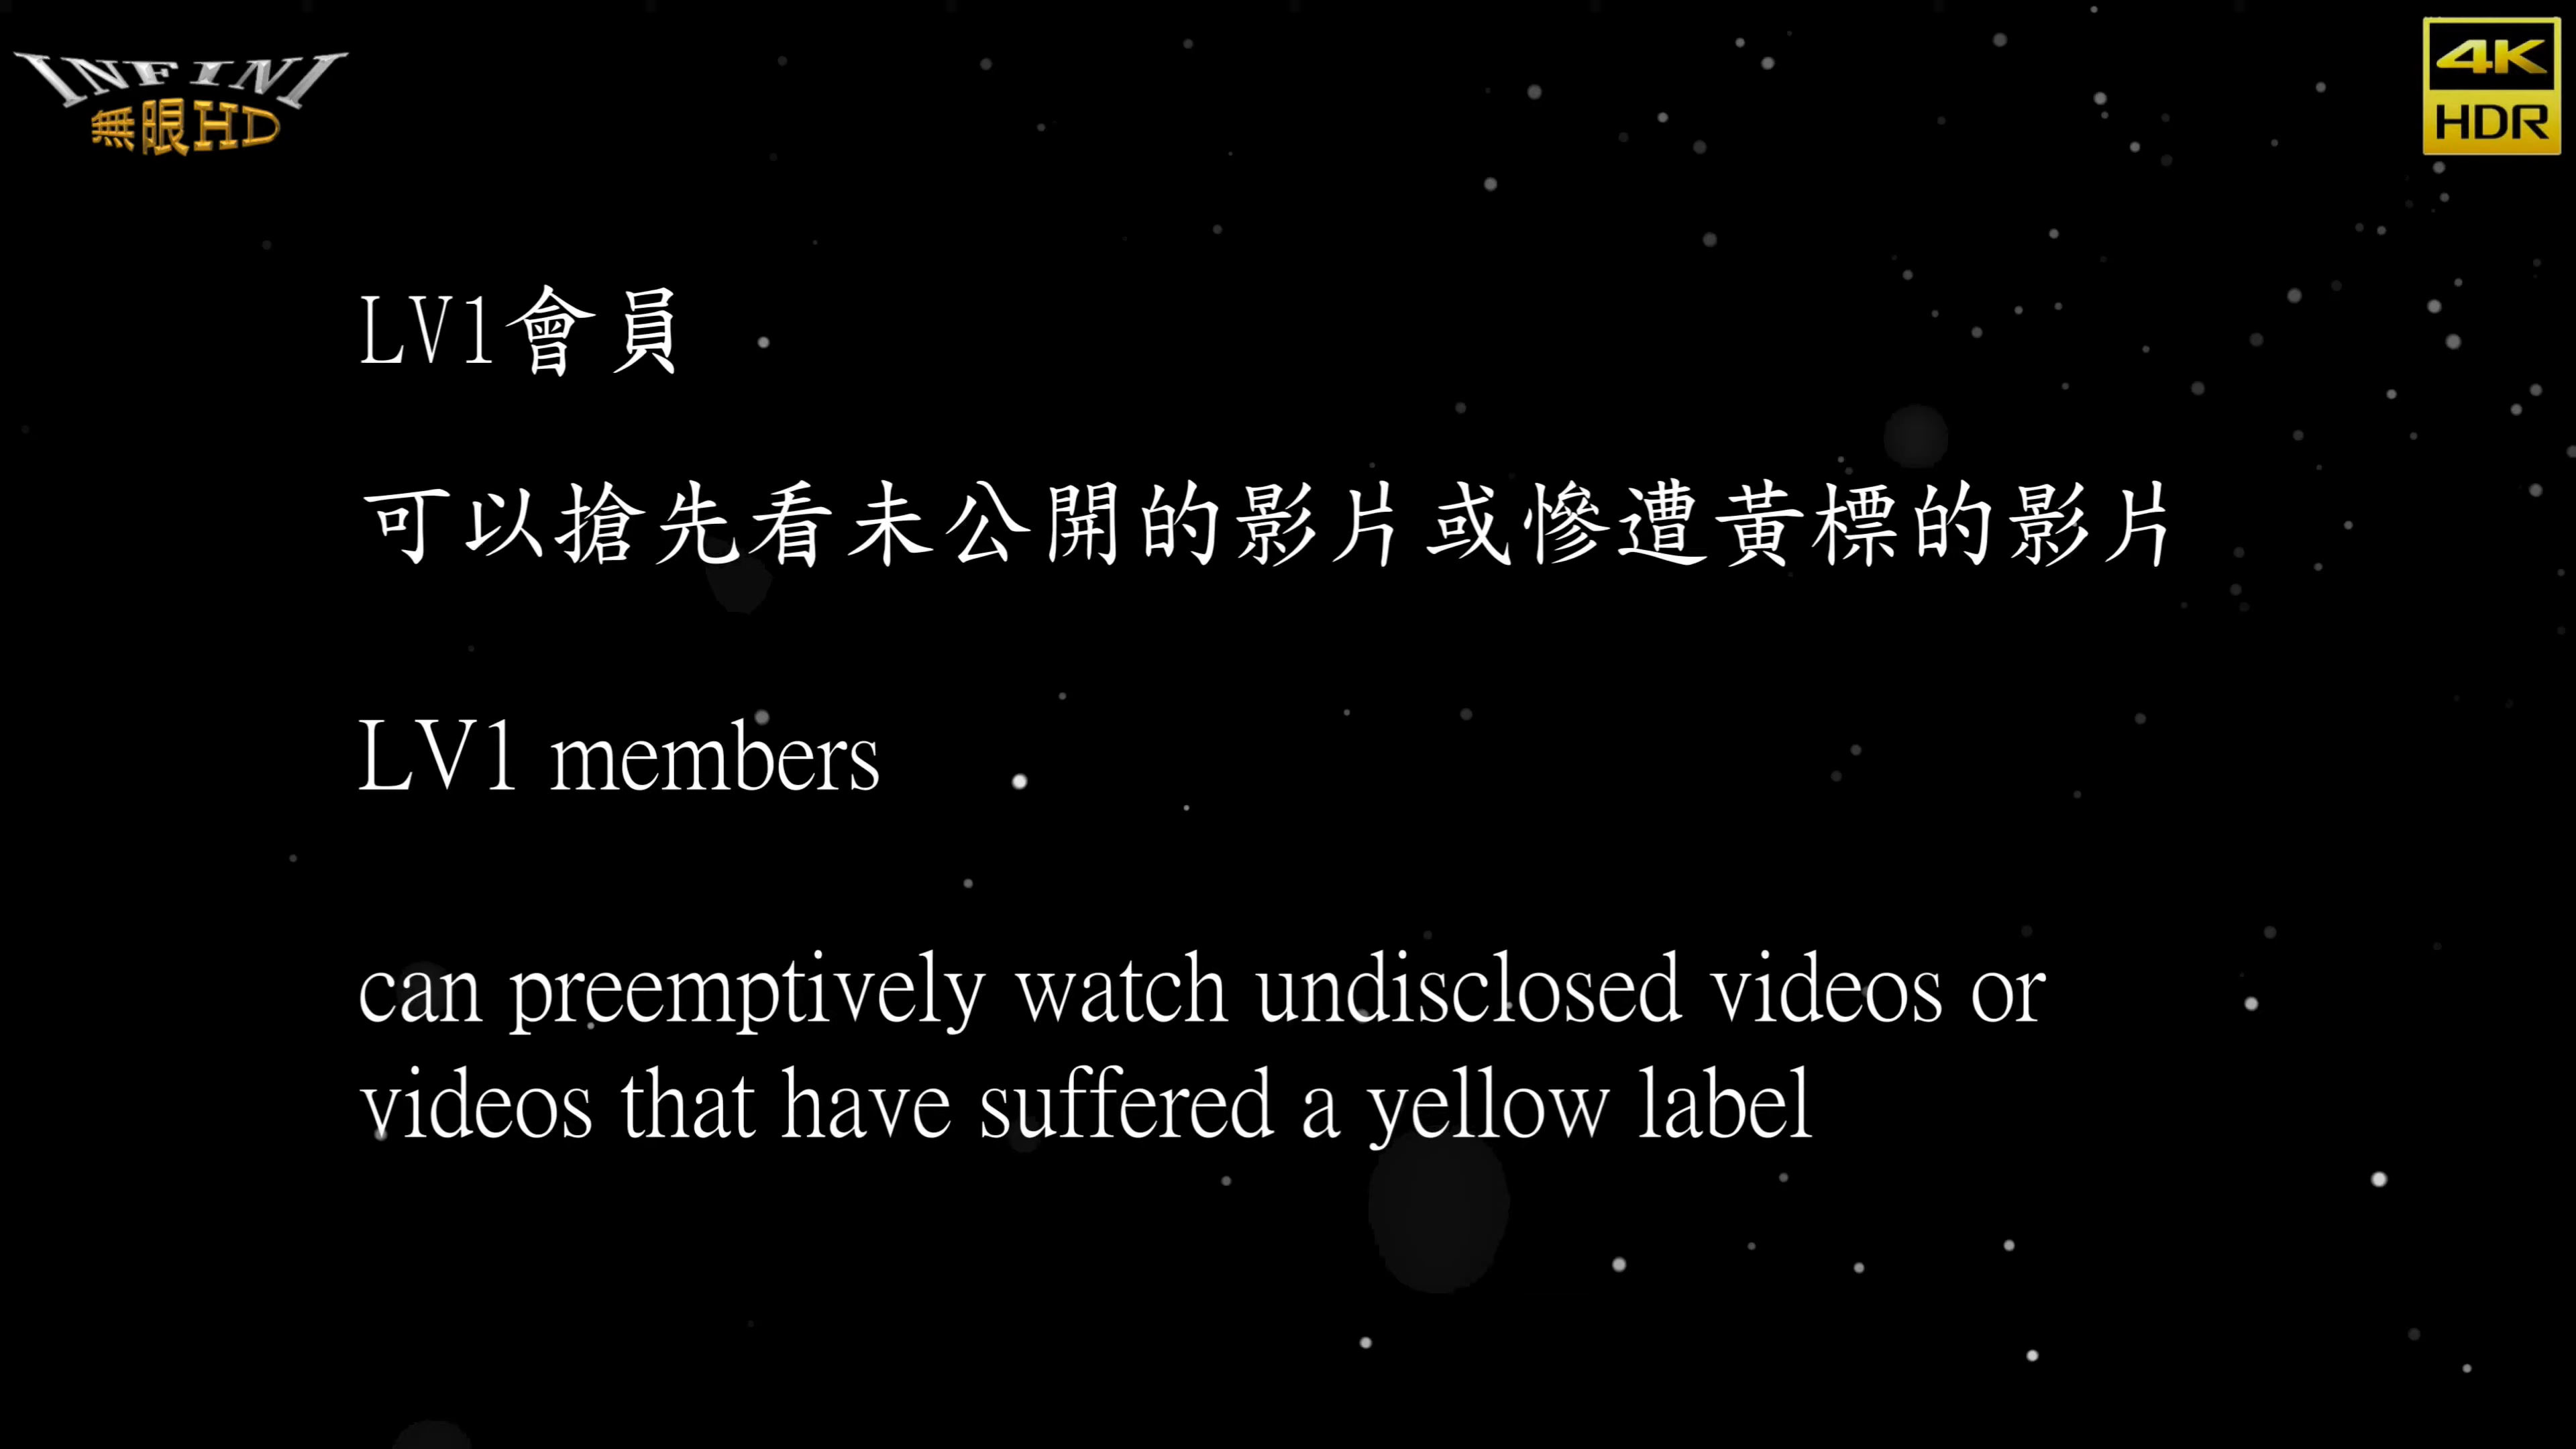 INFINI
無限HD
4K
HDR
LV1會員
可以搶先看未公開的影片或慘遭黃標的影片
LV1 members
can preemptively watch undisclosed videos or
videos that have suffered a yellow label